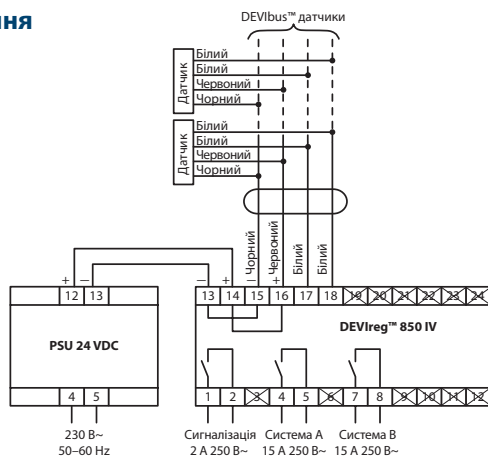 ння
DEVIbus™ датчики
Датчик
Білий
Білий
Червоний
Чорний
Датчик
Білий
Білий
Червоний
Чорний
Чорний
Червоний
Білий
Білий
+ −
− + − +
12 13
13 14 15 16 17 18 19 20 21 22 23 24
PSU 24 VDC
DEVIreg™ 850 IV
4 5
1 2 3 4 5 6 7 8 9 10 11 12
230 В~
50–60 Hz
Сигналізація
2 А 250 В~
Система А
15 А 250 В~
Система В
15 А 250 В~